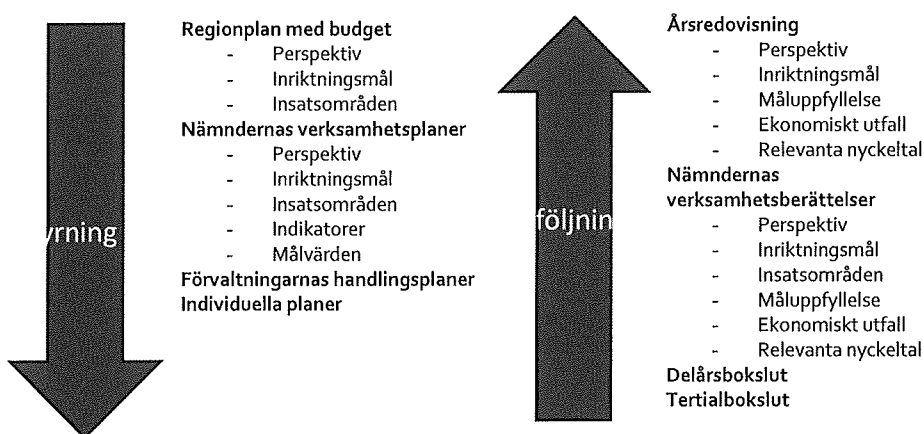 yrning
Regionplan med budget
- Perspektiv
- Inriktningsmål
- Insatsområden
Nämndernas verksamhetsplaner
- Perspektiv
- Inriktningsmål
- Insatsområden
- Indikatorer
- Målvärden
Förvaltningarnas handlingsplaner
Individuella planer
följnin
Årsredovisning
- Perspektiv
- Inriktningsmål
- Måluppfyllelse
- Ekonomiskt utfall
- Relevanta nyckeltal
Nämndernas
verksamhetsberättelser
- Perspektiv
- Inriktningsmål
- Insatsområden
- Måluppfyllelse
- Ekonomiskt utfall
- Relevanta nyckeltal
Delårsbokslut
Tertialbokslut